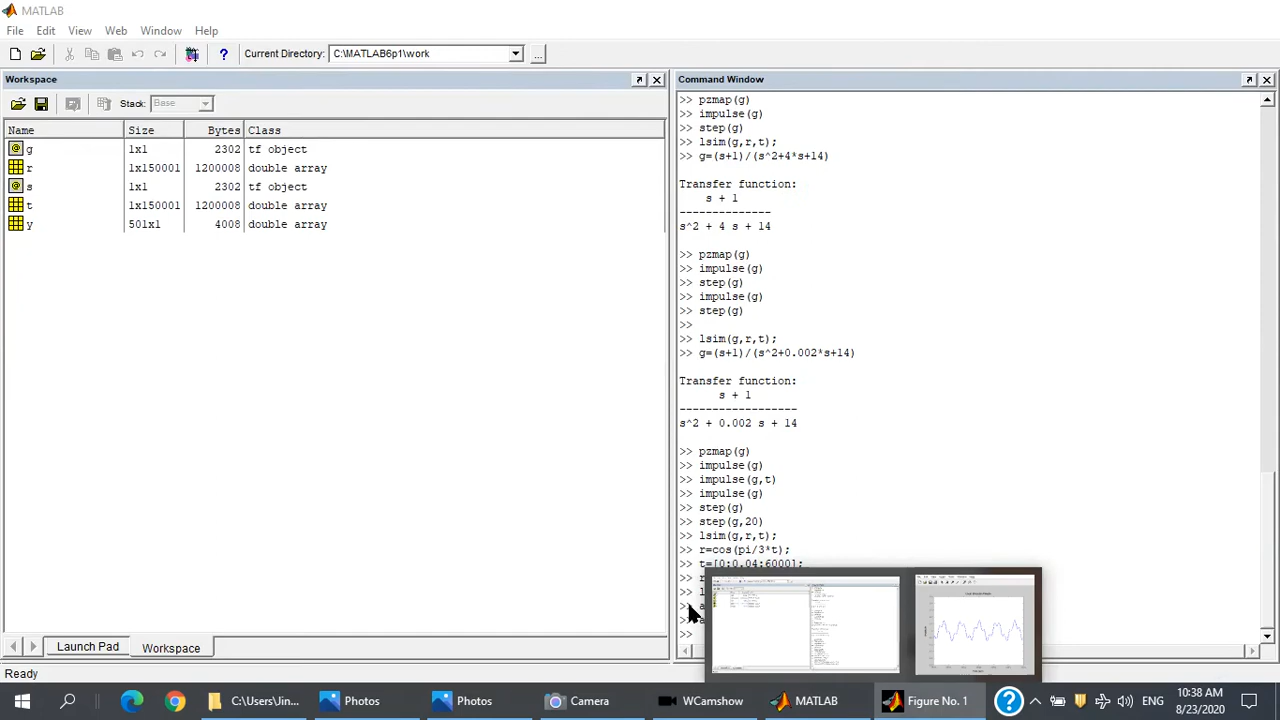 MATLAB
File Edit View Web Window Help
Current Directory: C:\MATLAB6p1\work ...
Workspace
Stack: Base
Name Size Bytes Class
g 1x1 2302 tf object
r 1x150001 1200008 double array
s 1x1 2302 tf object
t 1x150001 1200008 double array
y 501x1 4008 double array
Launch Pad Workspace
Ready
Command Window
>> pzmap(g)
>> impulse(g)
>> step(g)
>> lsim(g,r,t);
>> g=(s+1)/(s^2+4*s+14)
Transfer function:
s + 1
--------------
s^2 + 4 s + 14
>> pzmap(g)
>> impulse(g)
>> step(g)
>> impulse(g)
>> step(g)
>>
>> lsim(g,r,t);
>> g=(s+1)/(s^2+0.002*s+14)
Transfer function:
s + 1
------------------
s^2 + 0.002 s + 14
>> pzmap(g)
>> impulse(g)
>> impulse(g,t)
>> impulse(g)
>> step(g)
>> step(g,20)
>> lsim(g,r,t);
>> r=cos(pi/3*t);
>> t=[0:0.04:6000];
>> r
>> l
>> a
>>
>>
C:\Users\Jin... Photos Photos Camera WCamshow MATLAB Figure No. 1 ENG
10:38 AM
8/23/2020